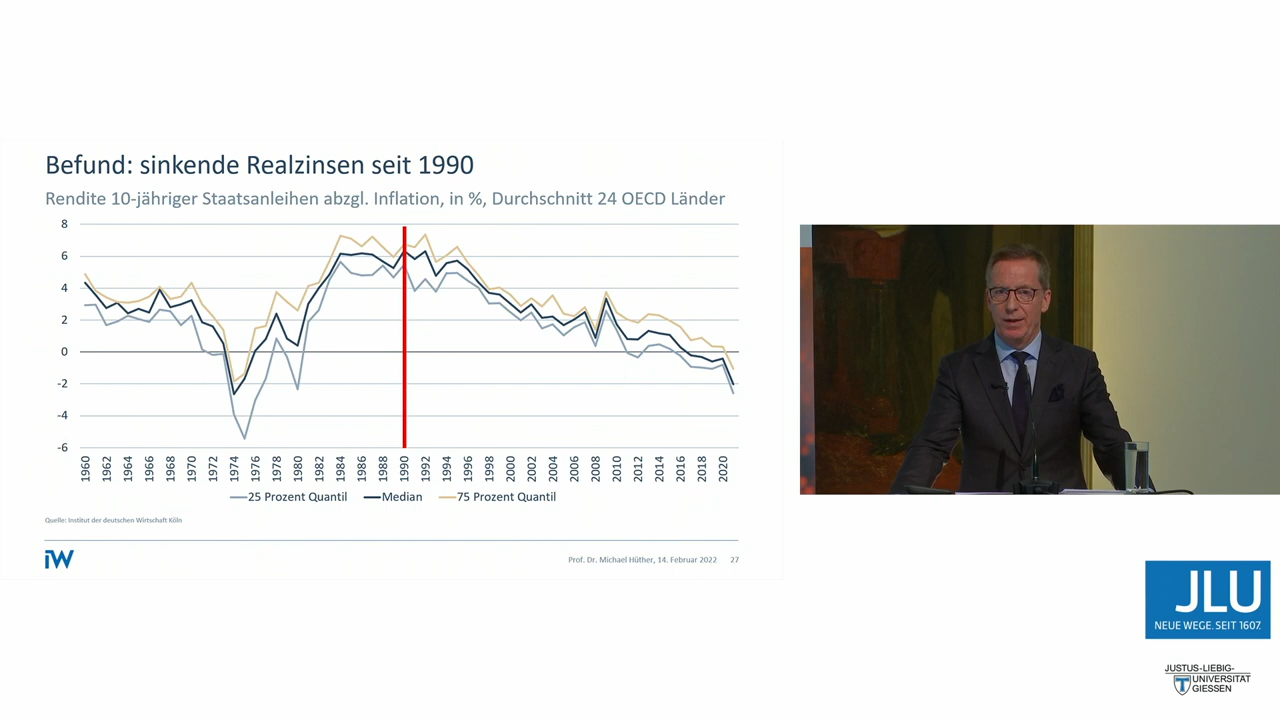 Befund: sinkende Realzinsen seit 1990
Rendite 10-jähriger Staatsanleihen abzgl. Inflation, in %, Durchschnitt 24 OECD Länder
8
6
4
2
0
-2
-4
-6
1960 1962 1964 1966 1968 1970 1972 1974 1976 1978 1980 1982 1984 1986 1988 1990 1992 1994 1996 1998 2000 2002 2004 2006 2008 2010 2012 2014 2016 2018 2020
25 Prozent Quantil Median 75 Prozent Quantil
Quelle: Institut der deutschen Wirtschaft Köln
iW
Prof. Dr. Michael Hüther, 14. Februar 2022 27
JLU
NEUE WEGE. SEIT 1607.
JUSTUS-LIEBIG-
UNIVERSITÄT
GIESSEN